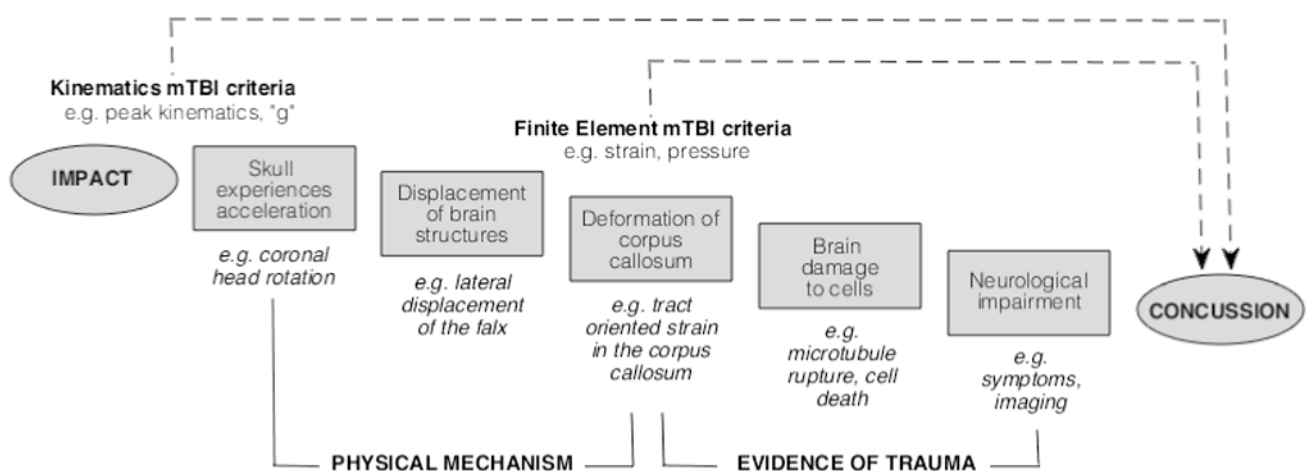 Kinematics mTBI criteria
e.g. peak kinematics, "g"
Finite Element mTBI criteria
e.g. strain, pressure
IMPACT
Skull
experiences
acceleration
e.g. coronal
head rotation
Displacement
of brain
structures
e.g. lateral
displacement
of the falx
Deformation of
corpus
callosum
e.g. tract
oriented strain
in the corpus
callosum
Brain
damage
to cells
e.g.
microtubule
rupture, cell
death
Neurological
impairment
e.g.
symptoms,
imaging
CONCUSSION
PHYSICAL MECHANISM
EVIDENCE OF TRAUMA